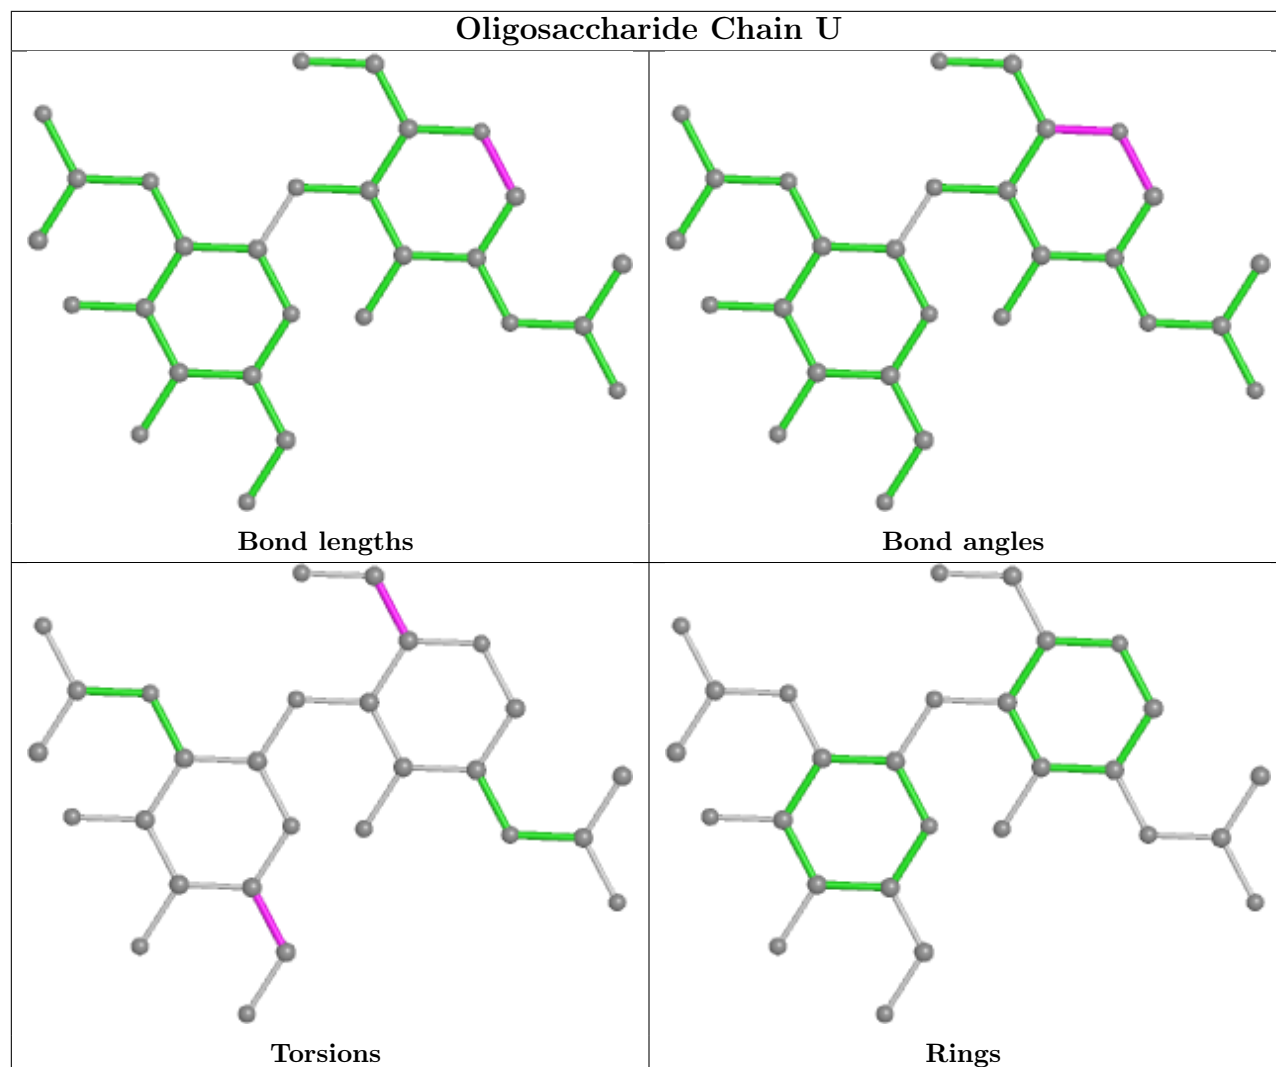 Oligosaccharide Chain U
Bond lengths
Bond angles
Torsions
Rings